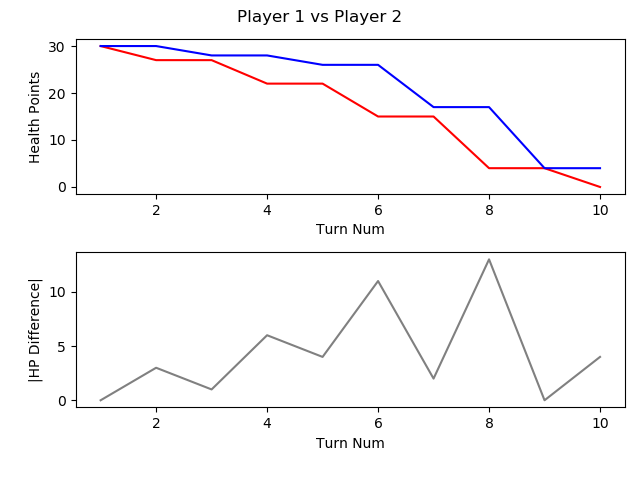 Player 1 vs Player 2
30
20
10
0
Health Points
2 4 6 8 10
Turn Num
10
5
0
|HP Difference|
2 4 6 8 10
Turn Num